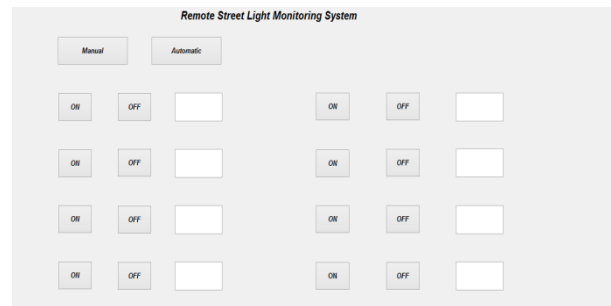 Remote Street Light Monitoring System
Manual Automatic
ON OFF ON OFF
ON OFF ON OFF
ON OFF ON OFF
ON OFF ON OFF